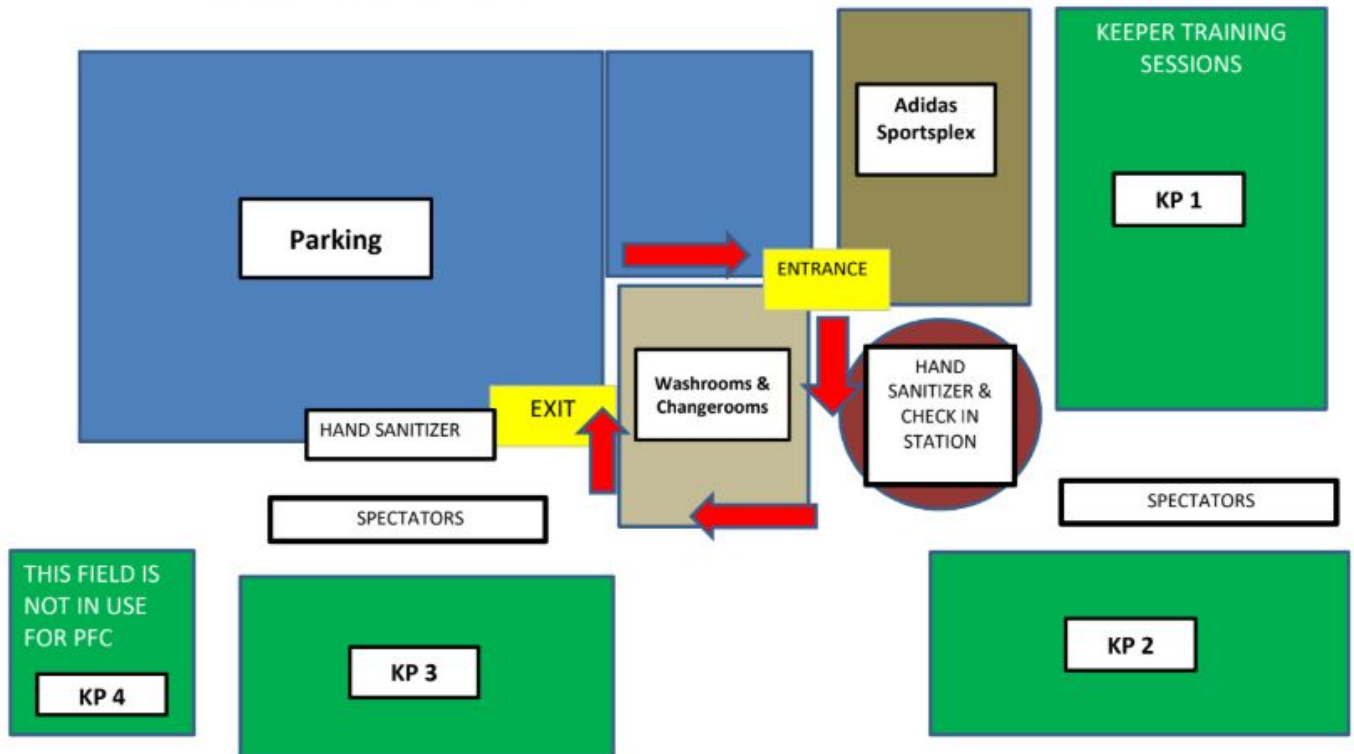 KEEPER TRAINING
SESSIONS
Adidas
Sportsplex
KP 1
Parking
ENTRANCE
HAND
SANITIZER &
CHECK IN
STATION
Washrooms &
Changerooms
EXIT
HAND SANITIZER
SPECTATORS
SPECTATORS
THIS FIELD IS
NOT IN USE
FOR PFC
KP 4
KP 3
KP 2